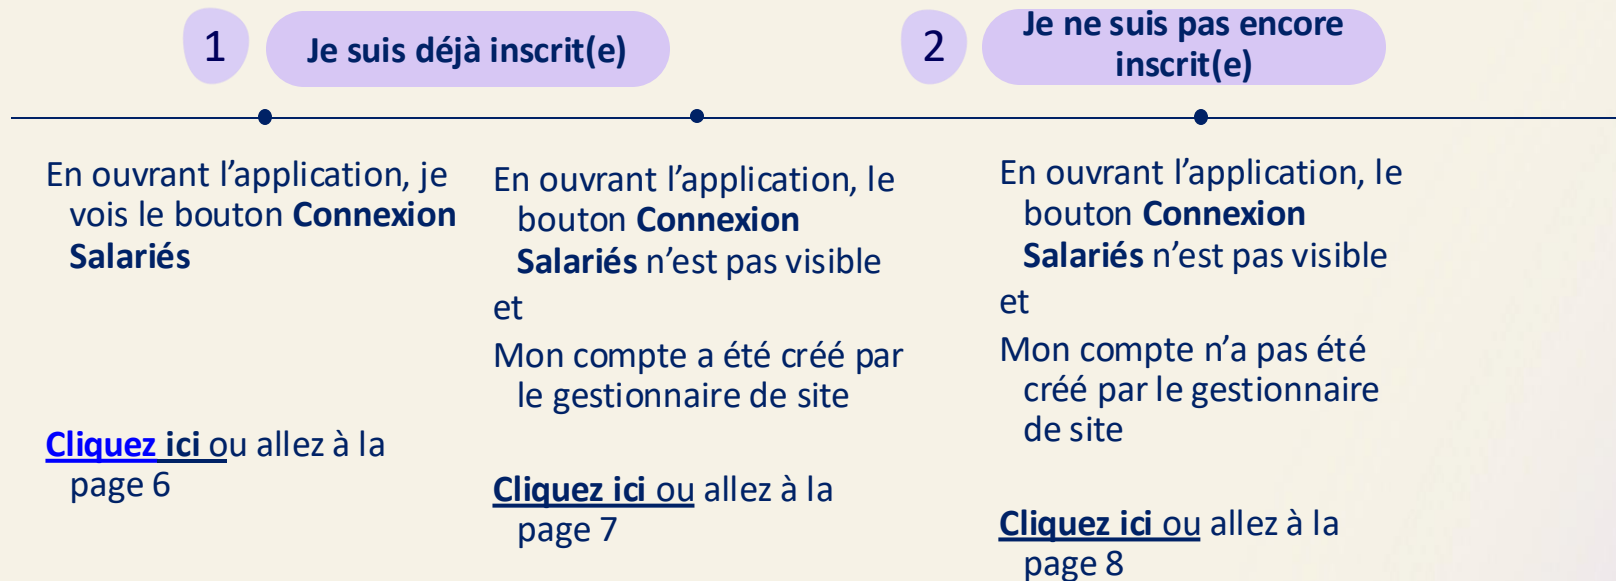 1
Je suis déjà inscrit(e)
2
Je ne suis pas encore
inscrit(e)
En ouvrant l’application, je
vois le bouton Connexion
Salariés
Cliquez ici ou allez à la
page 6
En ouvrant l’application, le
bouton Connexion
Salariés n’est pas visible
et
Mon compte a été créé par
le gestionnaire de site
Cliquez ici ou allez à la
page 7
En ouvrant l’application, le
bouton Connexion
Salariés n’est pas visible
et
Mon compte n’a pas été
créé par le gestionnaire
de site
Cliquez ici ou allez à la
page 8